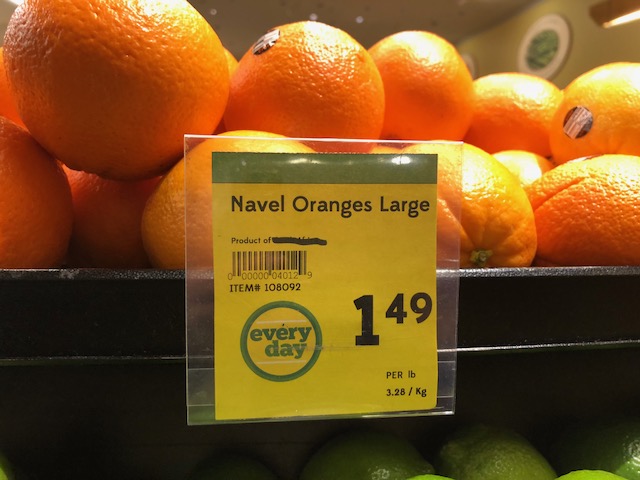 Navel Oranges Large
Product of
0 00000 04012 9
ITEM# 108092
every
day
1 49
PER lb
3.28 / Kg